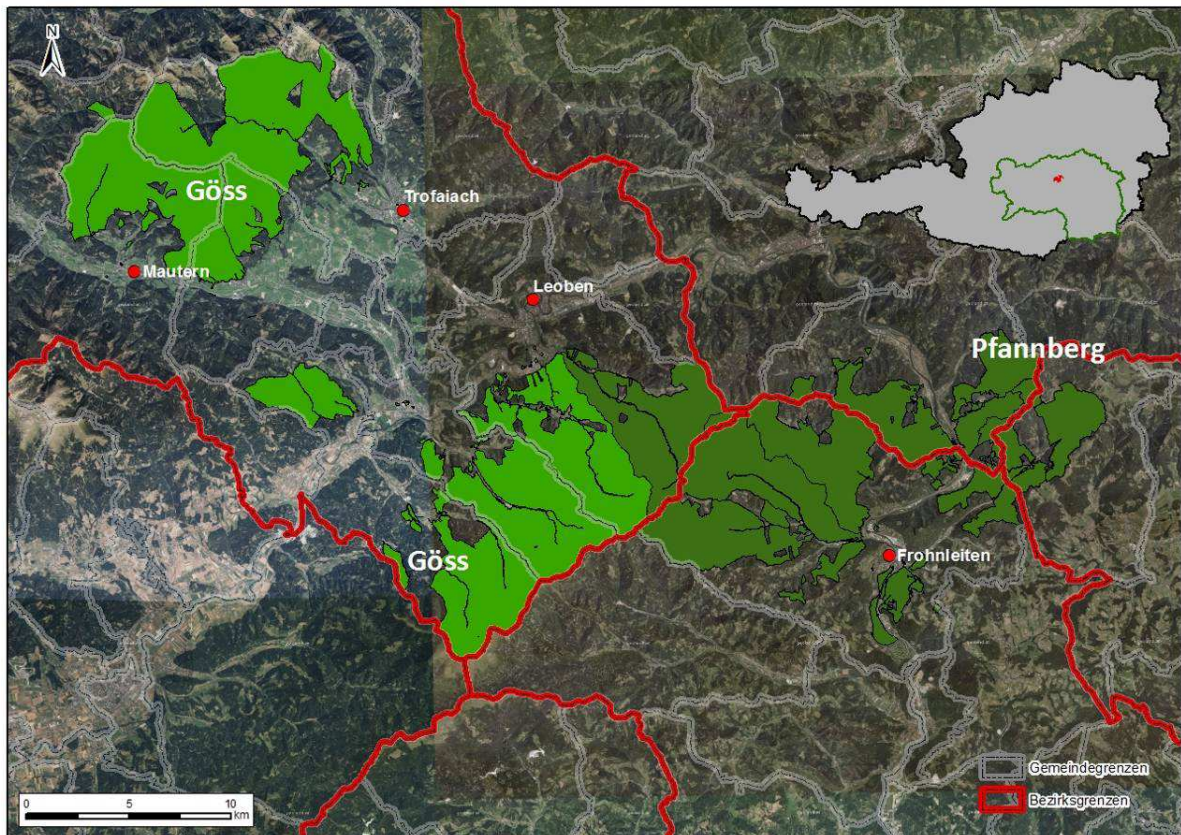 N
Göss
Trofaiach
Mautern
Leoben
Pfannberg
Göss
Frohnleiten
Gemeindegrenzen
Bezirksgrenzen
0 5 10
km